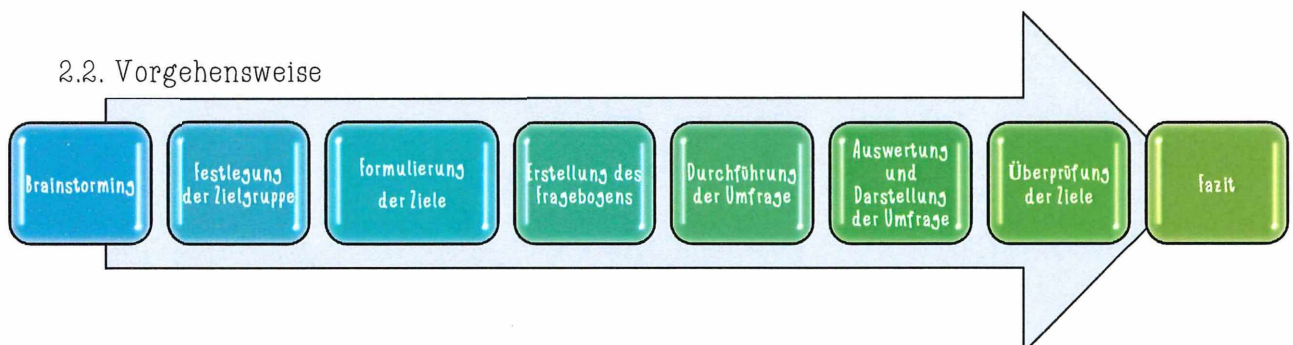 2.2. Vorgehensweise
Brainstorming
Festlegung
der Zielgruppe
Formulierung
der Ziele
Erstellung des
Fragebogens
Durchführung
der Umfrage
Auswertung
und
Darstellung
der Umfrage
Überprüfung
der Ziele
Fazit